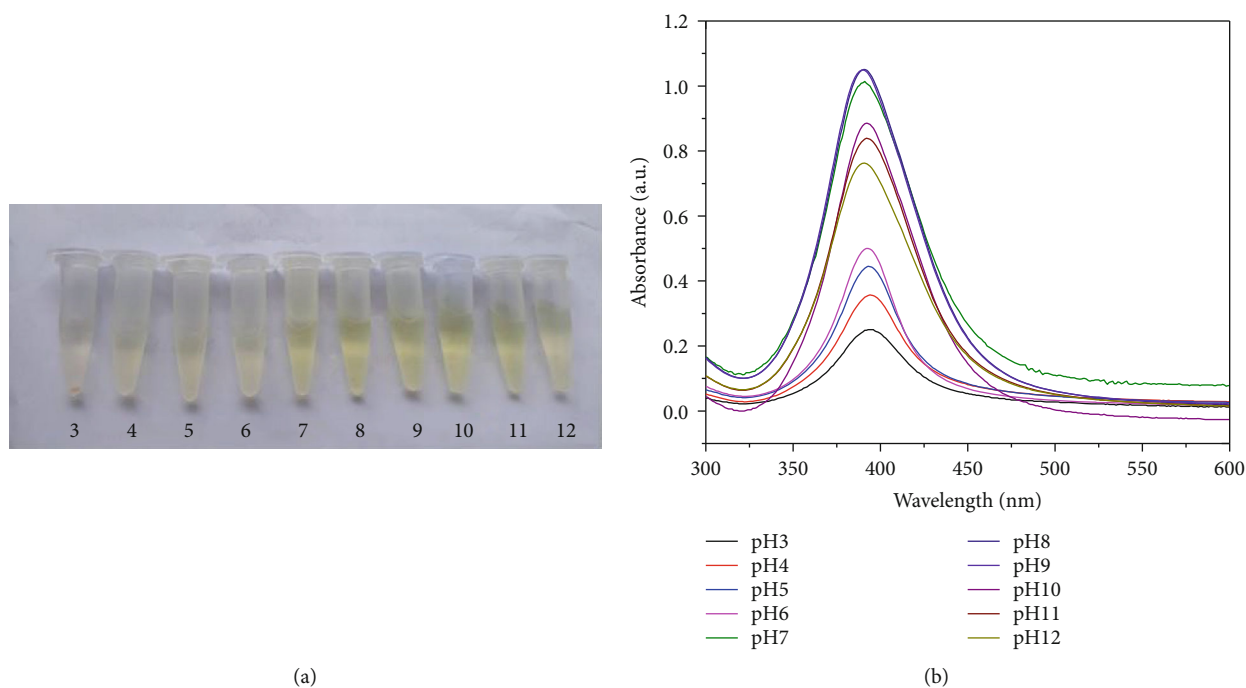 3 4 5 6 7 8 9 10 11 12
(a)
1.2
1.0
0.8
0.6
0.4
0.2
0.0
Absorbance (a.u.)
300 350 400 450 500 550 600
Wavelength (nm)
pH3
pH4
pH5
pH6
pH7
pH8
pH9
pH10
pH11
pH12
(b)